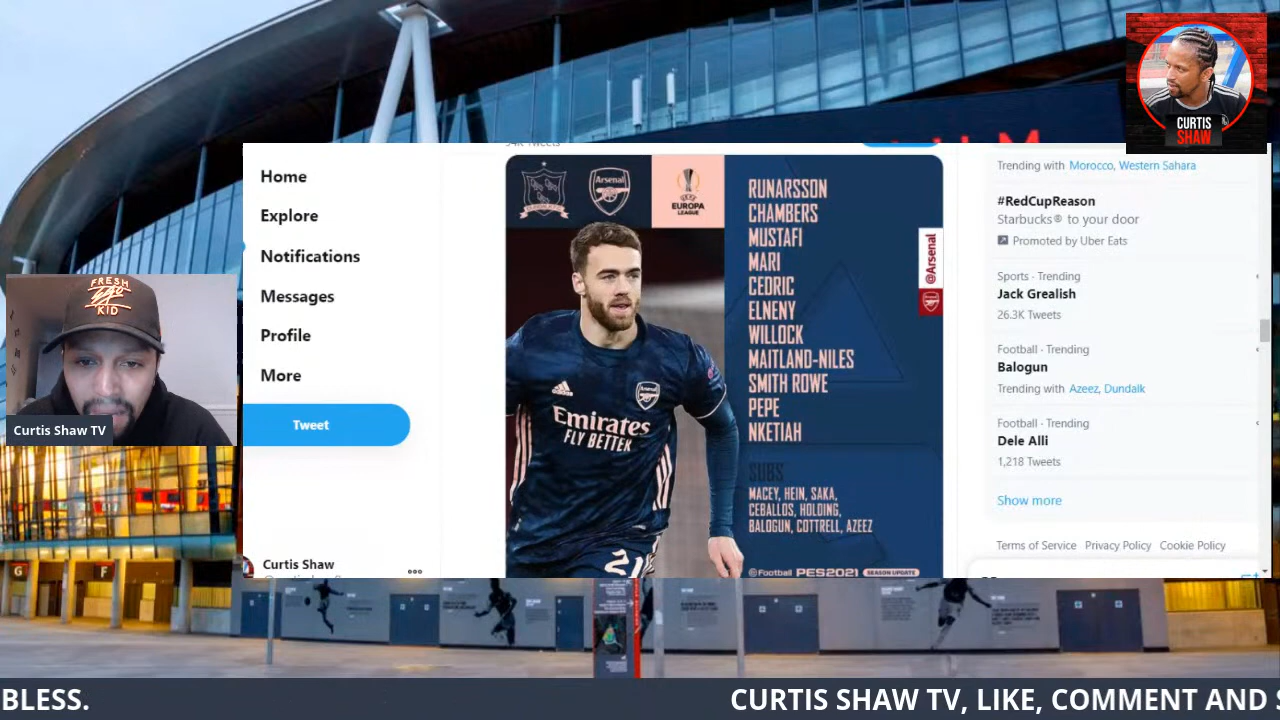 CURTIS
SHAW
Home
Explore
Notifications
Messages
Profile
More
Tweet
Curtis Shaw
Arsenal
UEFA
EUROPA
LEAGUE
Emirates
FLY BETTER
RUNARSSON
CHAMBERS
MUSTAFI
MARI
CEDRIC
ELNENY
WILLOCK
MAITLAND-NILES
SMITH ROWE
PEPE
NKETIAH
SUBS
MACEY, HEIN, SAKA,
CEBALLOS, HOLDING,
BALOGUN, COTTRELL, AZEEZ
eFootball PES2021 SEASON UPDATE
@Arsenal
Trending with Morocco, Western Sahara
#RedCupReason
Starbucks® to your door
Promoted by Uber Eats
Sports · Trending
Jack Grealish
26.3K Tweets
Football · Trending
Balogun
Trending with Azeez, Dundalk
Football · Trending
Dele Alli
1,218 Tweets
Show more
Terms of Service Privacy Policy Cookie Policy
FRESH
KID
Curtis Shaw TV
G
F
BLESS. CURTIS SHAW TV, LIKE, COMMENT AND